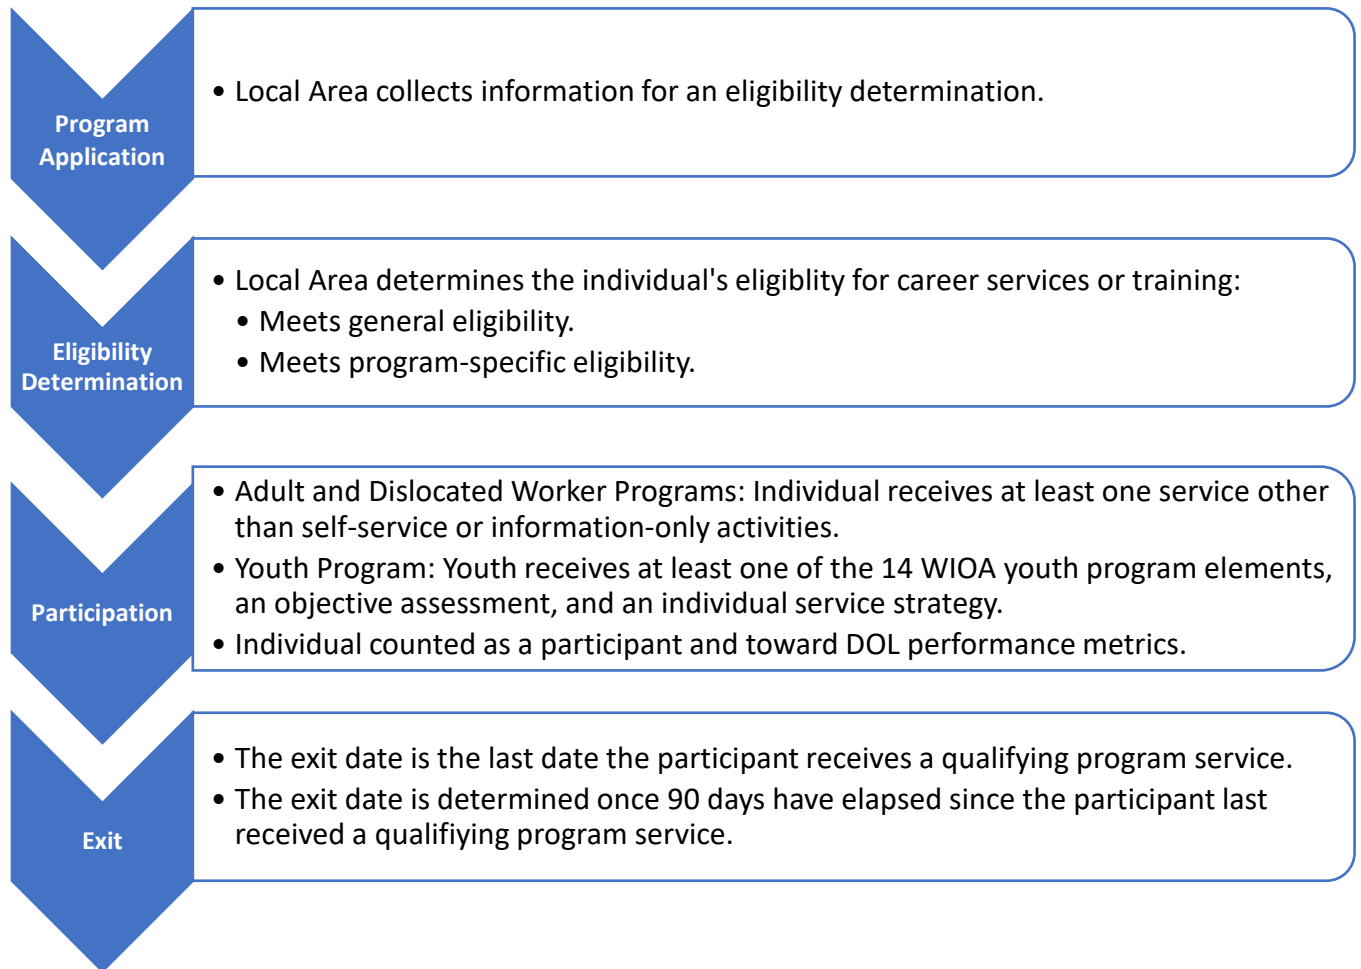 Program
Application
• Local Area collects information for an eligibility determination.
Eligibility
Determination
• Local Area determines the individual's eligiblity for career services or training:
• Meets general eligibility.
• Meets program-specific eligibility.
Participation
• Adult and Dislocated Worker Programs: Individual receives at least one service other
than self-service or information-only activities.
• Youth Program: Youth receives at least one of the 14 WIOA youth program elements,
an objective assessment, and an individual service strategy.
• Individual counted as a participant and toward DOL performance metrics.
Exit
• The exit date is the last date the participant receives a qualifying program service.
• The exit date is determined once 90 days have elapsed since the participant last
received a qualifiying program service.